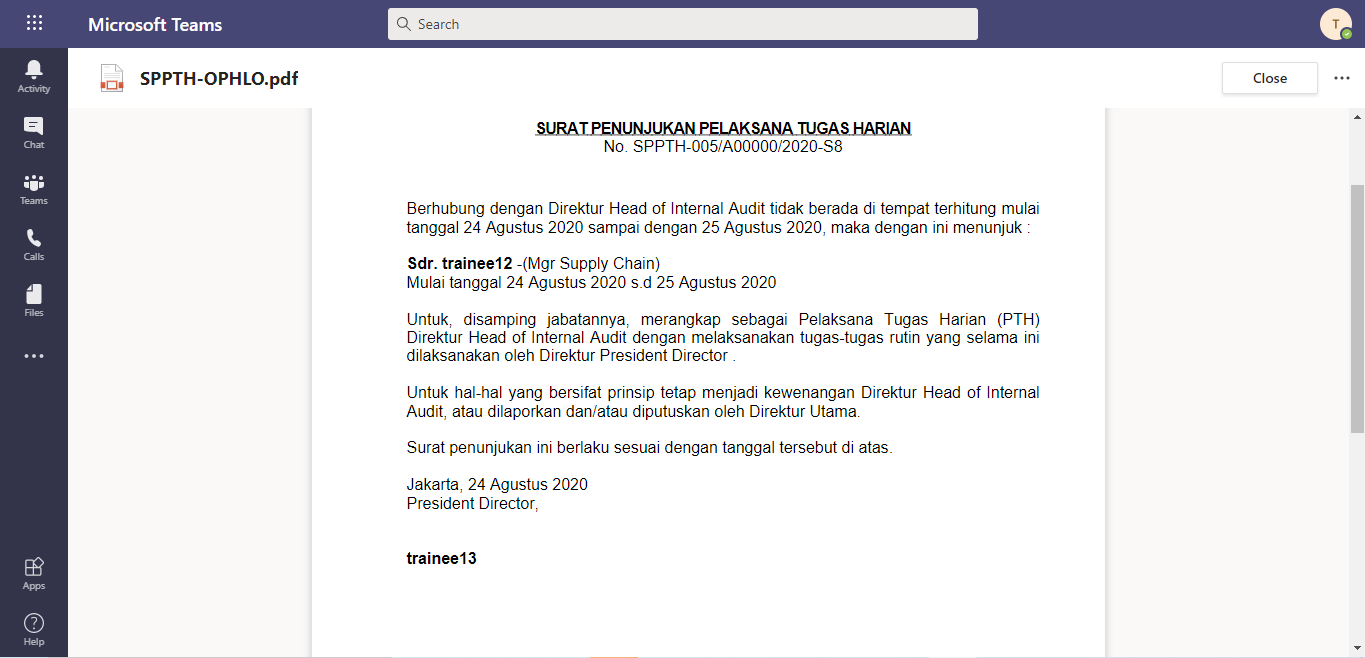 Microsoft Teams
Search
T
Activity
Chat
Teams
Calls
Files
Apps
Help
SPPTH-OPHLO.pdf
Close
SURAT PENUNJUKAN PELAKSANA TUGAS HARIAN
No. SPPTH-005/A00000/2020-S8
Berhubung dengan Direktur Head of Internal Audit tidak berada di tempat terhitung mulai
tanggal 24 Agustus 2020 sampai dengan 25 Agustus 2020, maka dengan ini menunjuk :
Sdr. trainee12 -(Mgr Supply Chain)
Mulai tanggal 24 Agustus 2020 s.d 25 Agustus 2020
Untuk, disamping jabatannya, merangkap sebagai Pelaksana Tugas Harian (PTH)
Direktur Head of Internal Audit dengan melaksanakan tugas-tugas rutin yang selama ini
dilaksanakan oleh Direktur President Director .
Untuk hal-hal yang bersifat prinsip tetap menjadi kewenangan Direktur Head of Internal
Audit, atau dilaporkan dan/atau diputuskan oleh Direktur Utama.
Surat penunjukan ini berlaku sesuai dengan tanggal tersebut di atas.
Jakarta, 24 Agustus 2020
President Director,
trainee13